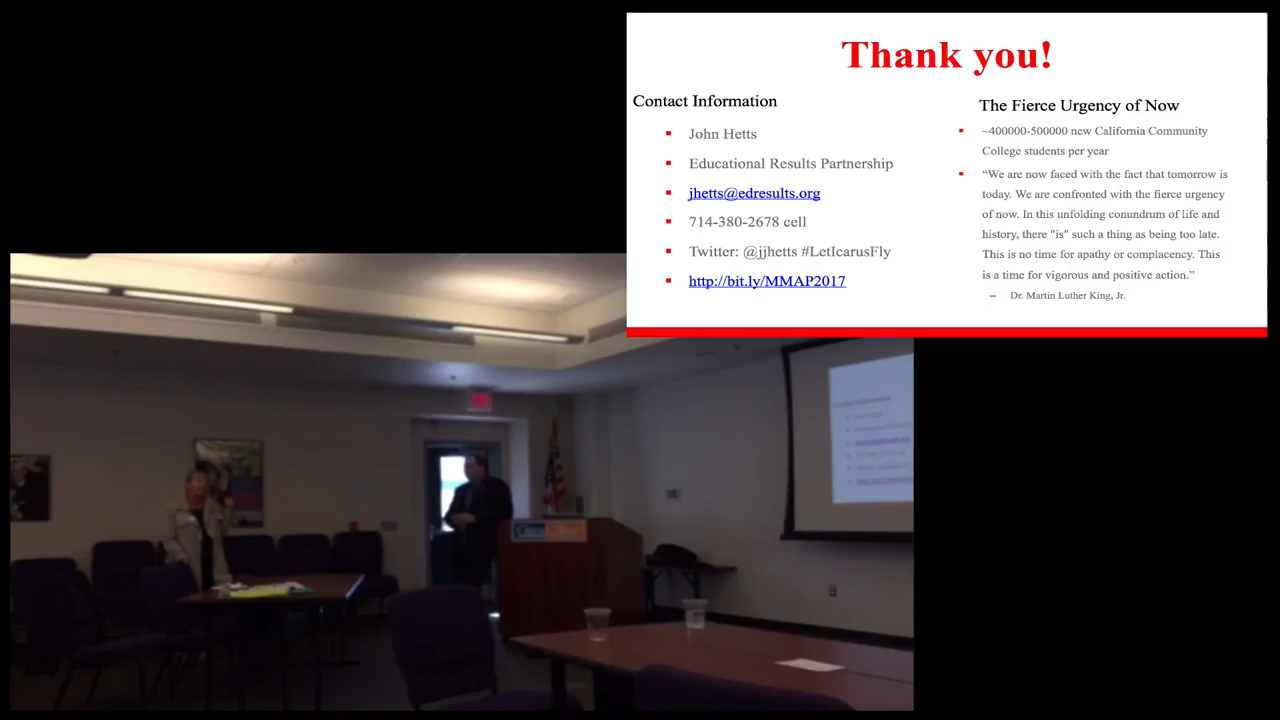 Thank you!
Contact Information
John Hetts
Educational Results Partnership
jhetts@edresults.org
714-380-2678 cell
Twitter: @jjhetts #LetIcarusFly
http://bit.ly/MMAP2017
The Fierce Urgency of Now
~400000-500000 new California Community
College students per year
“We are now faced with the fact that tomorrow is
today. We are confronted with the fierce urgency
of now. In this unfolding conundrum of life and
history, there "is" such a thing as being too late.
This is no time for apathy or complacency. This
is a time for vigorous and positive action.”
– Dr. Martin Luther King, Jr.